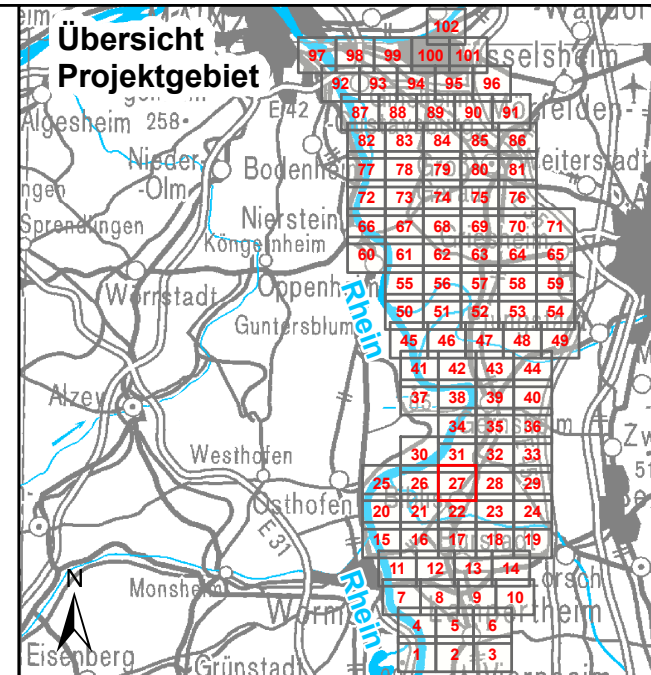 Übersicht
Projektgebiet
102
97 98 99 100 101
sselsheim
92 93 94 95 96
E 42
87 88 89 90 91
Algesheim 258
felden-
82 83 84 85 86
Nieder-
-Olm
Bodenheim
77 78 79 80 81
eiterstadt
72 73 74 75 76
Nierstein
Sprendlingen
66 67 68 69 70 71
Köngernheim
60 61 62 63 64 65
Wörrstadt
Oppenheim
55 56 57 58 59
Rhein
50 51 52 53 54
Guntersblum
45 46 47 48 49
41 42 43 44
Alzey
37 38 39 40
34 35 36
Westhofen
30 31 32 33
25 26 27 28 29
Osthofen
20 21 22 23 24
E 31
15 16 17 18 19
11 12 13 14
orsch
N
Monsheim
Rhein
7 8 9 10
Worm
ertheim
4 5 6
Eisenberg
Grünstadt
1 2 3